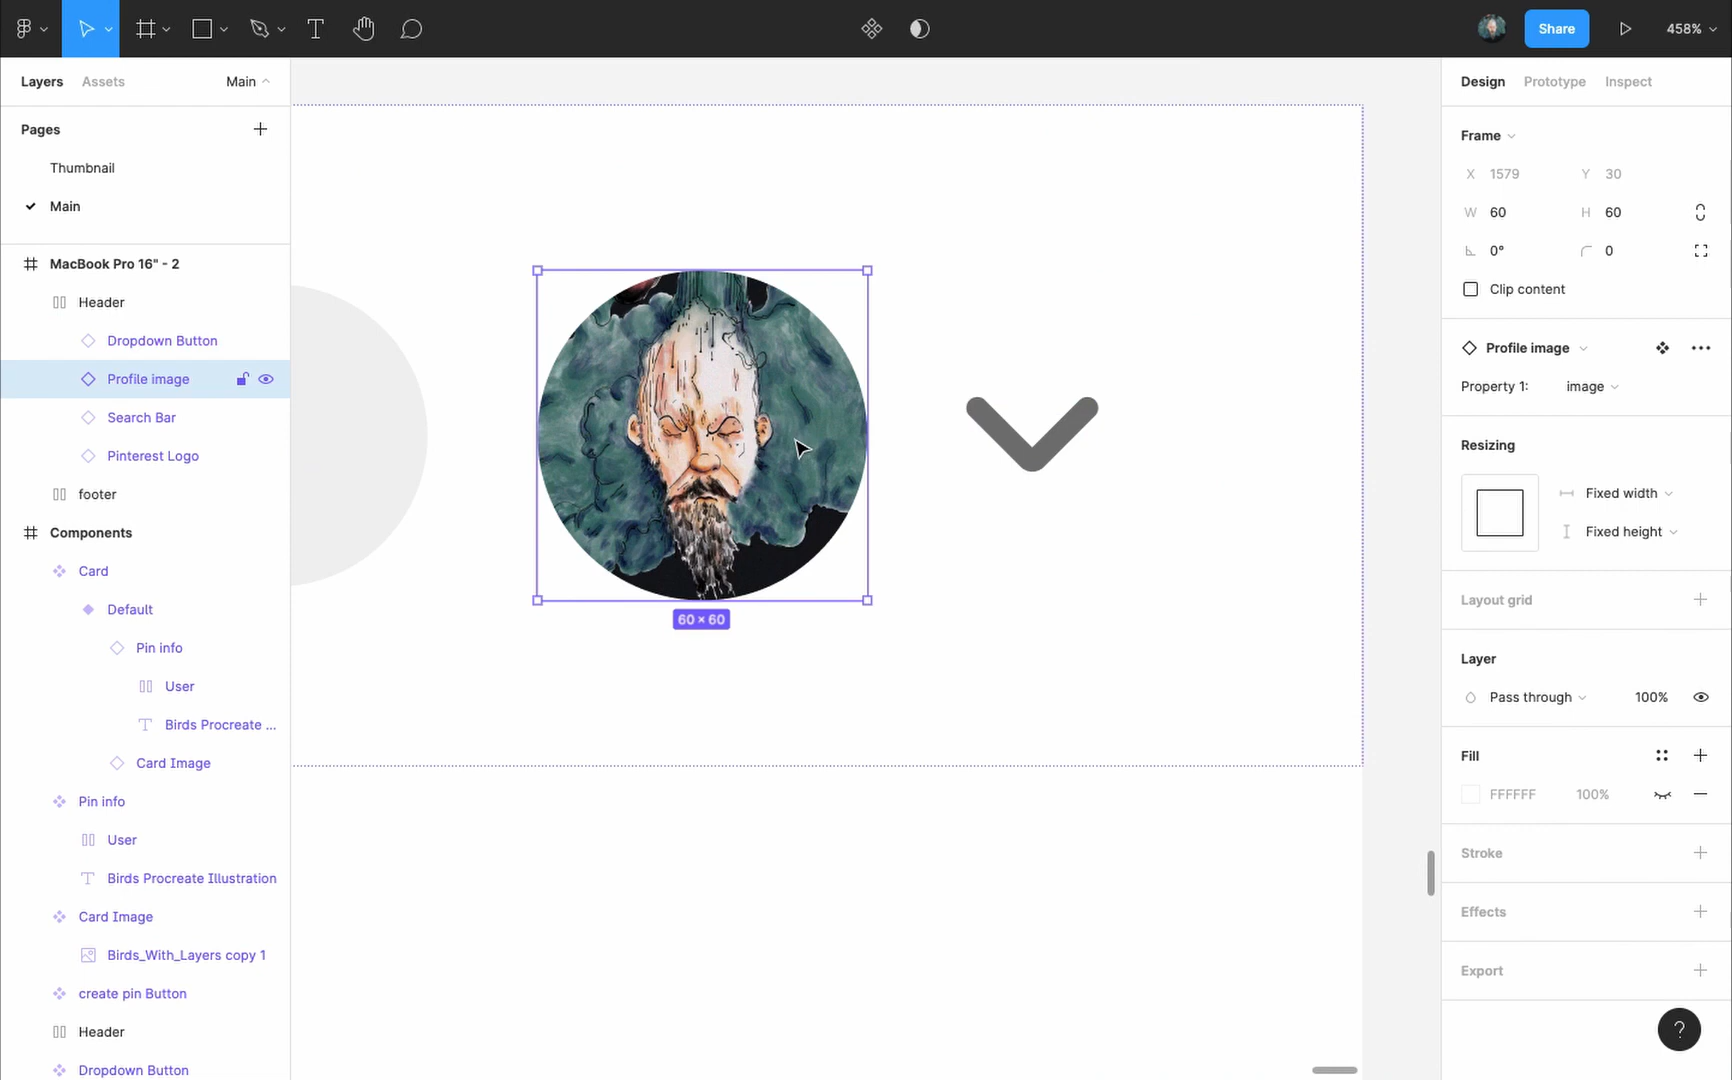 Share
458%
Layers
Assets
Main
Pages
Thumbnail
Main
MacBook Pro 16" - 2
Header
Dropdown Button
Profile image
Search Bar
Pinterest Logo
footer
Components
Card
Default
Pin info
User
Birds Procreate ...
Card Image
Pin info
User
Birds Procreate Illustration
Card Image
Birds_With_Layers copy 1
create pin Button
Header
Dropdown Button
60 × 60
Design
Prototype
Inspect
Frame
X 1579
Y 30
W 60
H 60
0°
0
Clip content
Profile image
Property 1:
image
Resizing
Fixed width
Fixed height
Layout grid
Layer
Pass through
100%
Fill
FFFFFF
100%
Stroke
Effects
Export
?